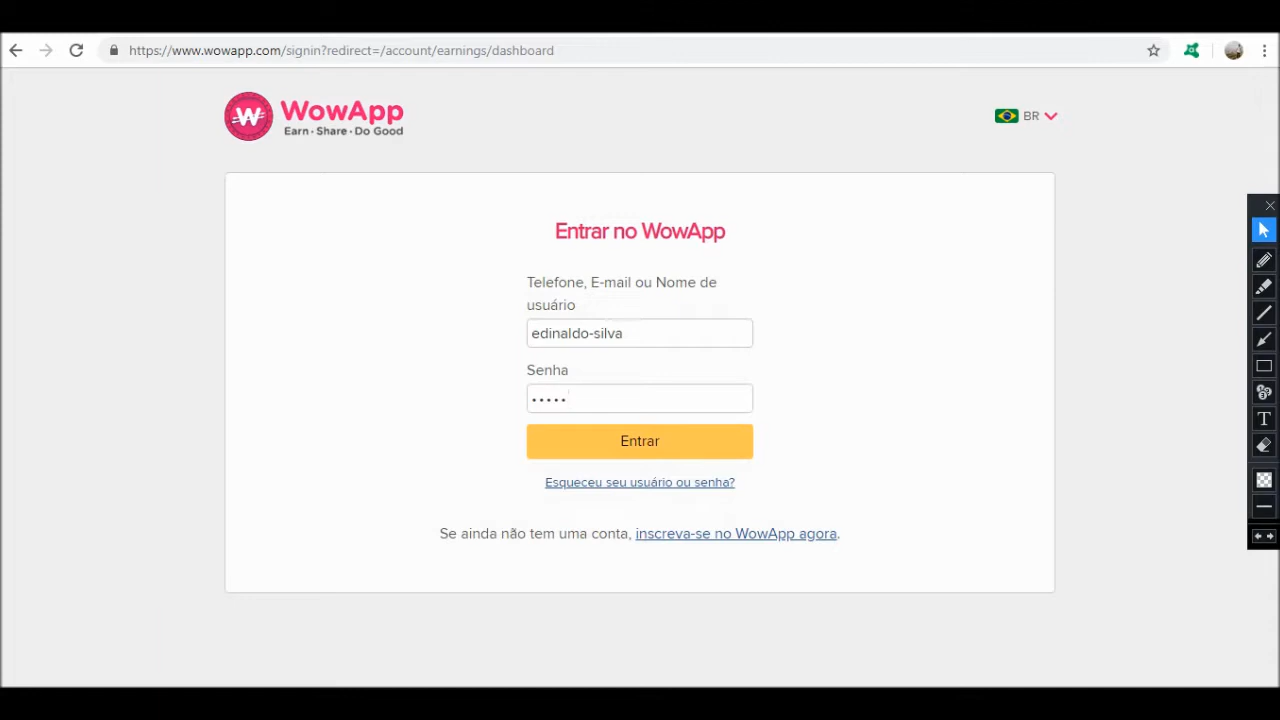 https://www.wowapp.com/signin?redirect=/account/earnings/dashboard
WowApp
Earn · Share · Do Good
BR
Entrar no WowApp
Telefone, E-mail ou Nome de
usuário
edinaldo-silva
Senha
•••••
Entrar
Esqueceu seu usuário ou senha?
Se ainda não tem uma conta, inscreva-se no WowApp agora.